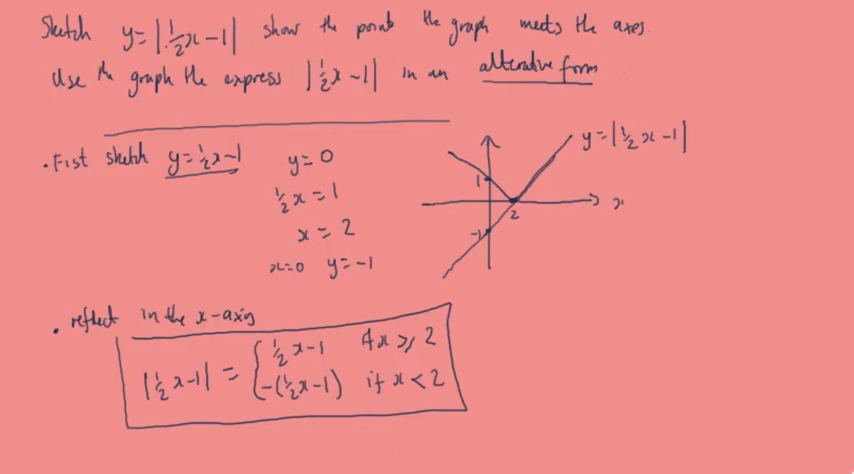 Sketch y=|½x-1| show the points the graph meets the axes.
Use the graph the express |½x-1| in an alterative form
• Fist sketch y=½x-1
y=0
½x=1
x=2
x=0 y=-1
y=|½x-1|
1
x
2
-1
• reflect in the x-axis
|½x-1| = { ½x-1 if x ⩾ 2
-(½x-1) if x < 2